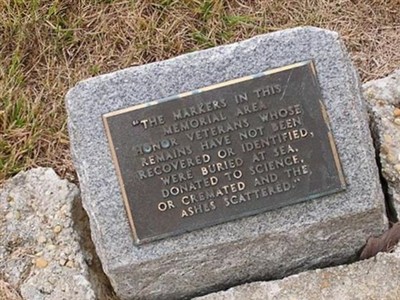 "THE MARKERS IN THIS
MEMORIAL AREA
HONOR VETERANS WHOSE
REMAINS HAVE NOT BEEN
RECOVERED OR IDENTIFIED,
WERE BURIED AT SEA,
DONATED TO SCIENCE,
OR CREMATED AND THE
ASHES SCATTERED."